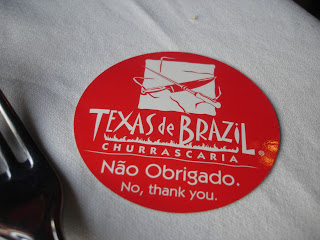 TEXAS de BRAZIL
CHURRASCARIA
Não Obrigado.
No, thank you.